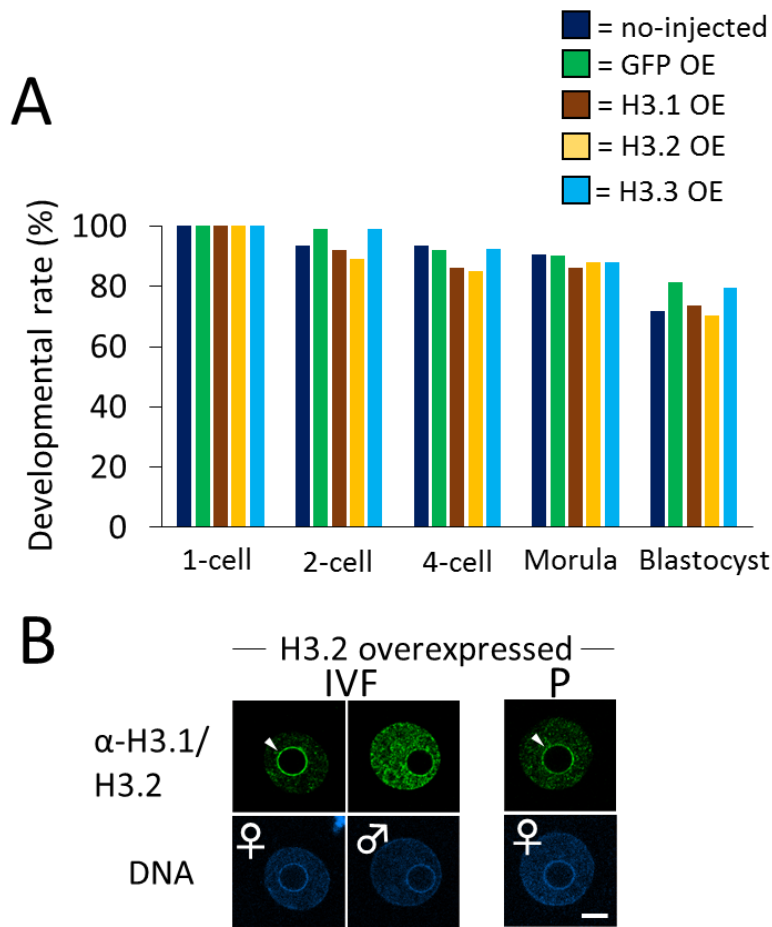 = no-injected
= GFP OE
= H3.1 OE
= H3.2 OE
= H3.3 OE
A
Developmental rate (%)
100
80
60
40
20
0
1-cell 2-cell 4-cell Morula Blastocyst
B
H3.2 overexpressed
IVF P
α-H3.1/
H3.2
♀ ♂ ♀
DNA